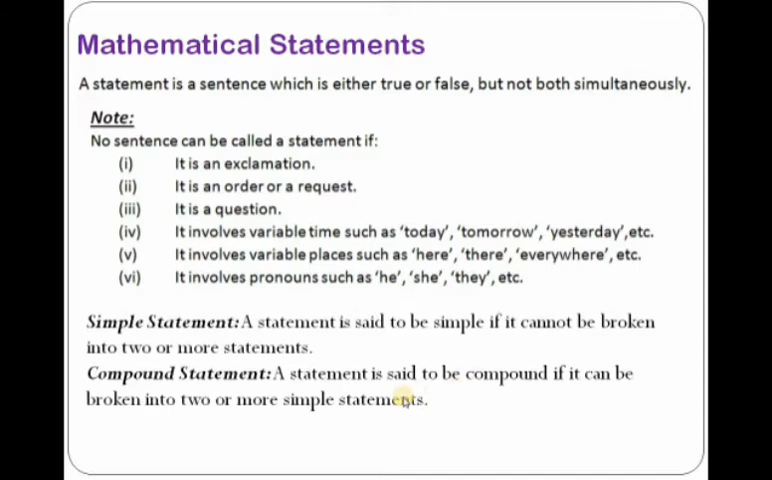 Mathematical Statements
A statement is a sentence which is either true or false, but not both simultaneously.
Note:
No sentence can be called a statement if:
(i) It is an exclamation.
(ii) It is an order or a request.
(iii) It is a question.
(iv) It involves variable time such as ‘today’, ‘tomorrow’, ‘yesterday’,etc.
(v) It involves variable places such as ‘here’, ‘there’, ‘everywhere’, etc.
(vi) It involves pronouns such as ‘he’, ‘she’, ‘they’, etc.
Simple Statement: A statement is said to be simple if it cannot be broken
into two or more statements.
Compound Statement: A statement is said to be compound if it can be
broken into two or more simple statements.